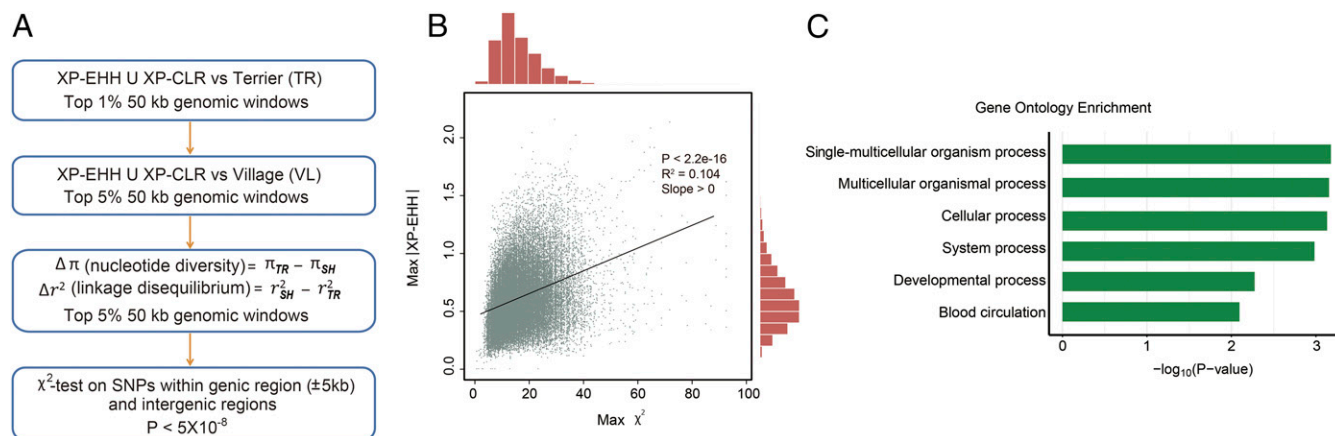 A
XP-EHH U XP-CLR vs Terrier (TR)
Top 1% 50 kb genomic windows
XP-EHH U XP-CLR vs Village (VL)
Top 5% 50 kb genomic windows
Δ π (nucleotide diversity) = π_TR − π_SH
Δr² (linkage disequilibrium) = r²_SH − r²_TR
Top 5% 50 kb genomic windows
χ²-test on SNPs within genic region (±5kb)
and intergenic regions
P < 5X10⁻⁸
B
P < 2.2e-16
R² = 0.104
Slope > 0
Max |XP-EHH|
2.0
1.5
1.0
0.5
0.0
0 20 40 60 80 100
Max χ²
C
Gene Ontology Enrichment
Single-multicellular organism process
Multicellular organismal process
Cellular process
System process
Developmental process
Blood circulation
0 1 2 3
−log₁₀(P−value)